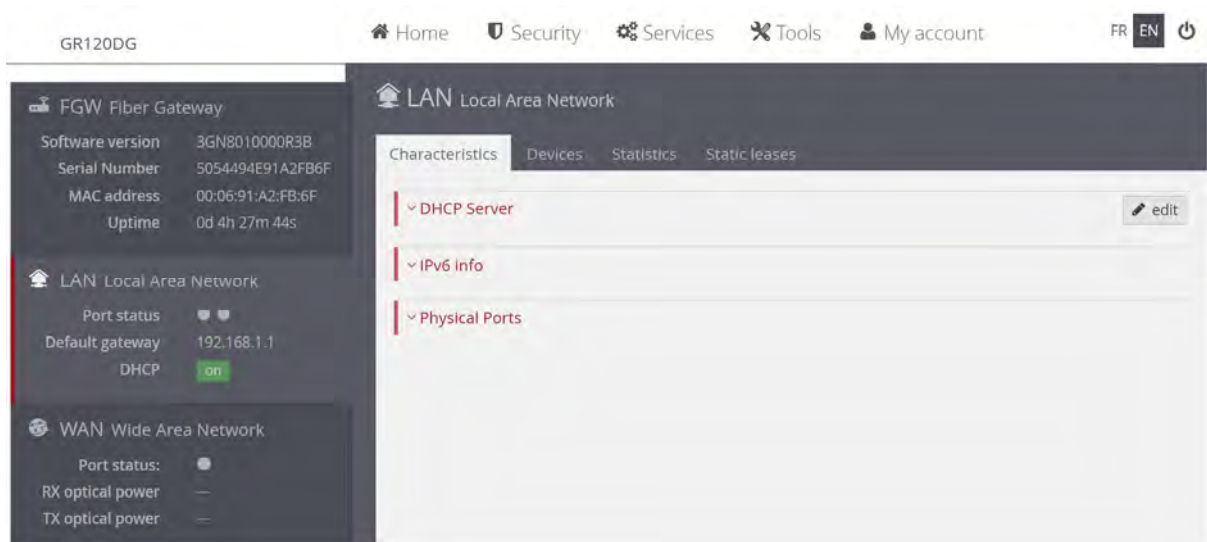 GR120DG
Home Security Services Tools My account FR EN
FGW Fiber Gateway
Software version 3GN8010000R3B
Serial Number 5054494E91A2FB6F
MAC address 00:06:91:A2:FB:6F
Uptime 0d 4h 27m 44s
LAN Local Area Network
Port status
Default gateway 192.168.1.1
DHCP on
WAN Wide Area Network
Port status:
RX optical power —
TX optical power —
LAN Local Area Network
Characteristics Devices Statistics Static leases
DHCP Server edit
IPv6 info
Physical Ports